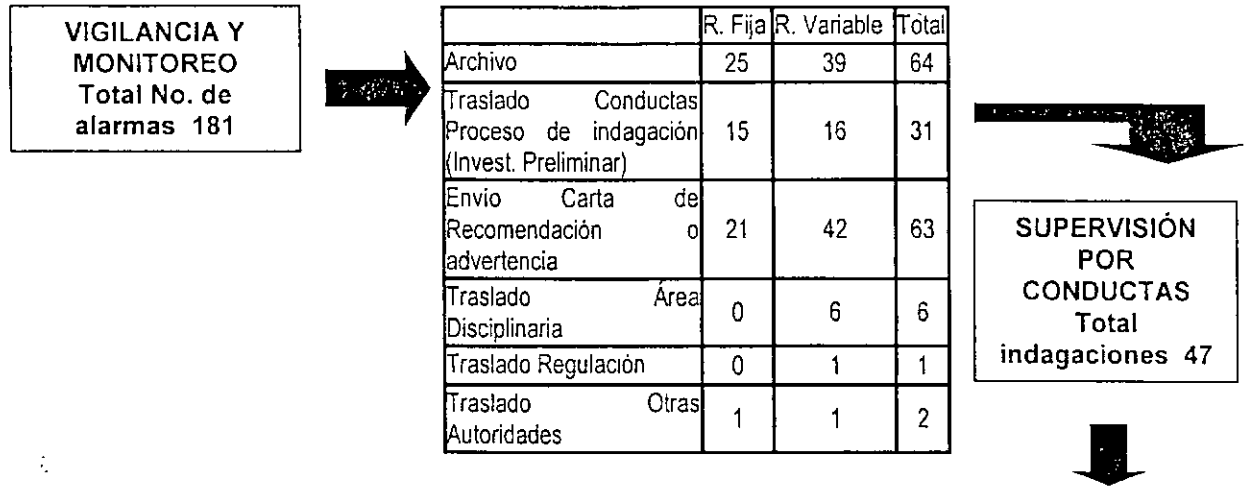 VIGILANCIA Y
MONITOREO
Total No. de
alarmas 181
R. Fija R. Variable Total
Archivo 25 39 64
Traslado Conductas
Proceso de indagación 15 16 31
(Invest. Preliminar)
Envío Carta de
Recomendación o 21 42 63
advertencia
Traslado Área
Disciplinaria 0 6 6
Traslado Regulación 0 1 1
Traslado Otras
Autoridades 1 1 2
SUPERVISIÓN
POR
CONDUCTAS
Total
indagaciones 47